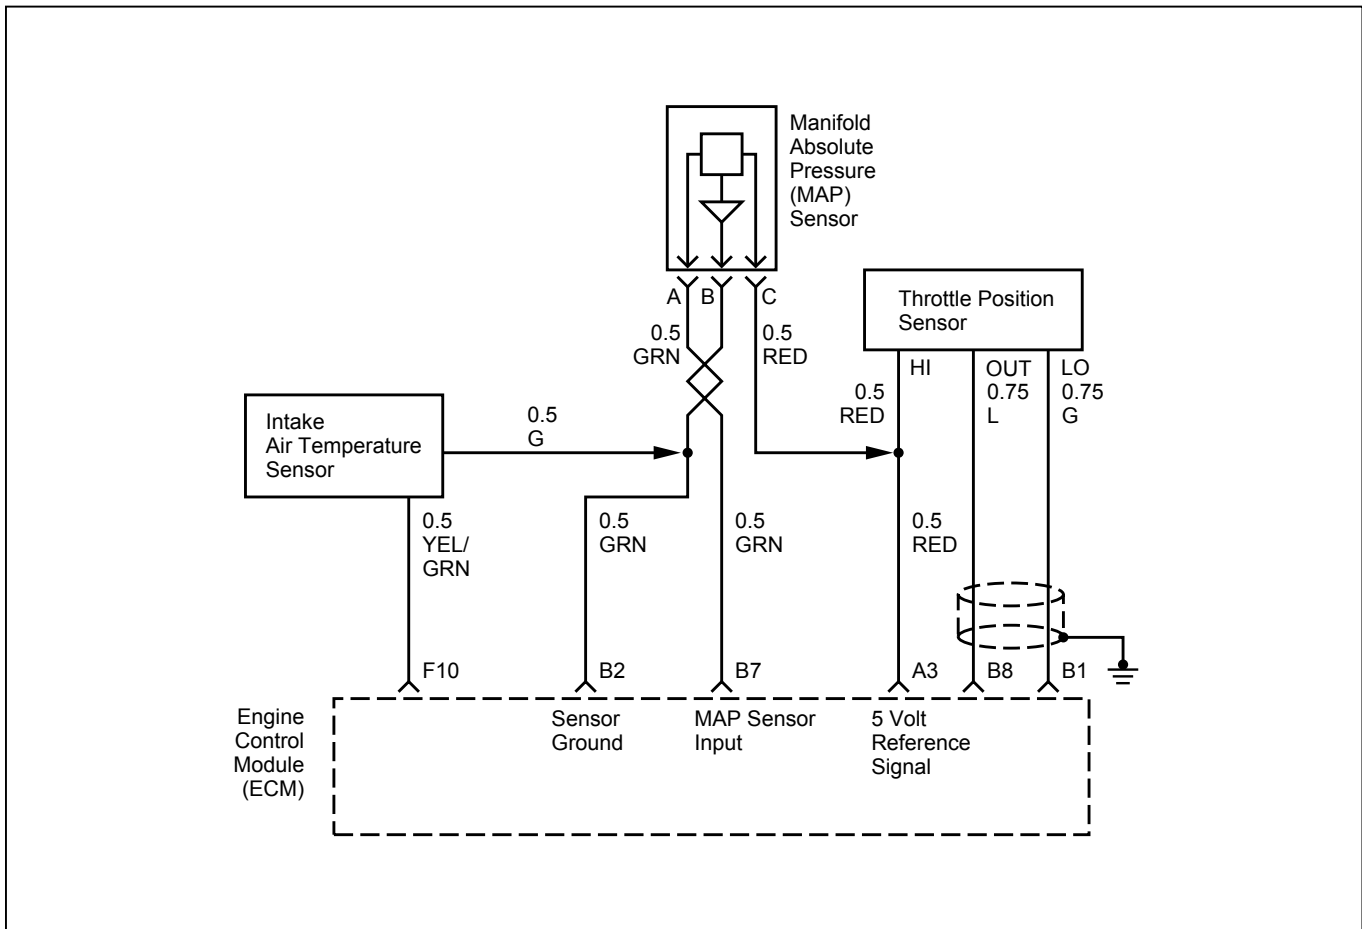 Manifold
Absolute
Pressure
(MAP)
Sensor
A
B
C
0.5
GRN
0.5
RED
Throttle Position
Sensor
HI
OUT
0.75
L
LO
0.75
G
0.5
RED
Intake
Air Temperature
Sensor
0.5
G
0.5
YEL/
GRN
0.5
GRN
0.5
GRN
0.5
RED
F10
B2
B7
A3
B8
B1
Engine
Control
Module
(ECM)
Sensor
Ground
MAP Sensor
Input
5 Volt
Reference
Signal